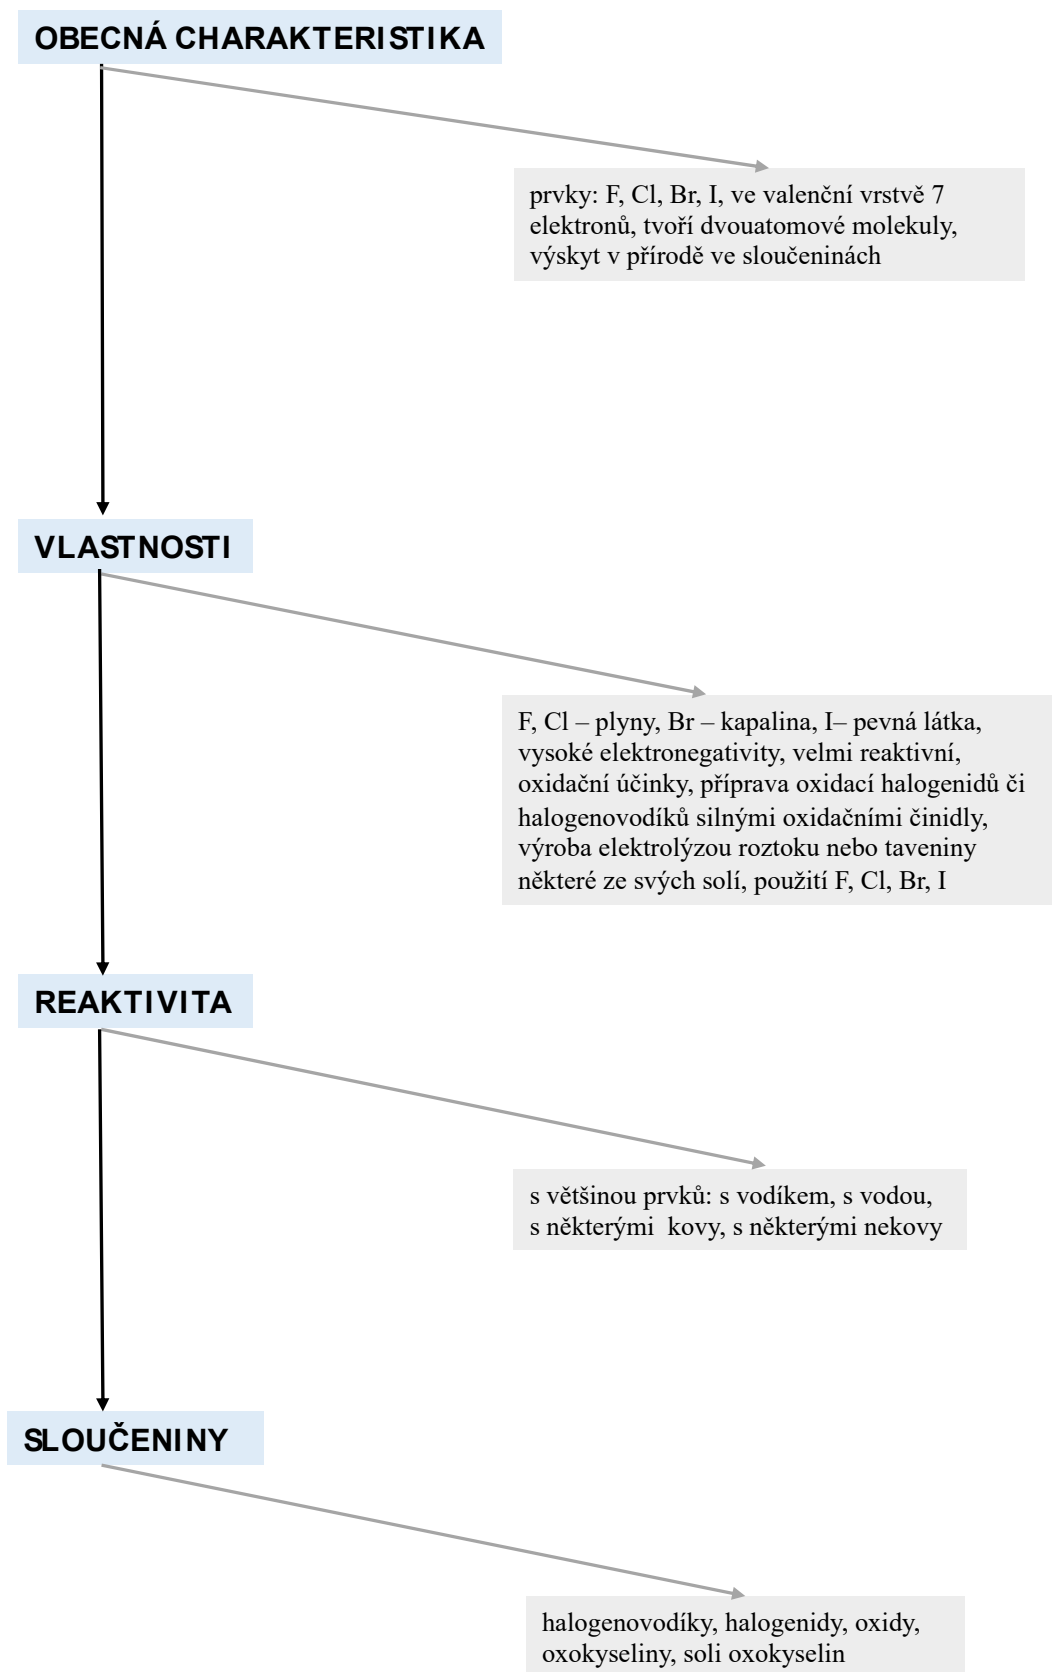 OBECNÁ CHARAKTERISTIKA
prvky: F, Cl, Br, I, ve valenční vrstvě 7
elektronů, tvoří dvouatomové molekuly,
výskyt v přírodě ve sloučeninách
VLASTNOSTI
F, Cl – plyny, Br – kapalina, I– pevná látka,
vysoké elektronegativity, velmi reaktivní,
oxidační účinky, příprava oxidací halogenidů či
halogenovodíků silnými oxidačními činidly,
výroba elektrolýzou roztoku nebo taveniny
některé ze svých solí, použití F, Cl, Br, I
REAKTIVITA
s většinou prvků: s vodíkem, s vodou,
s některými  kovy, s některými nekovy
SLOUČENINY
halogenovodíky, halogenidy, oxidy,
oxokyseliny, soli oxokyselin